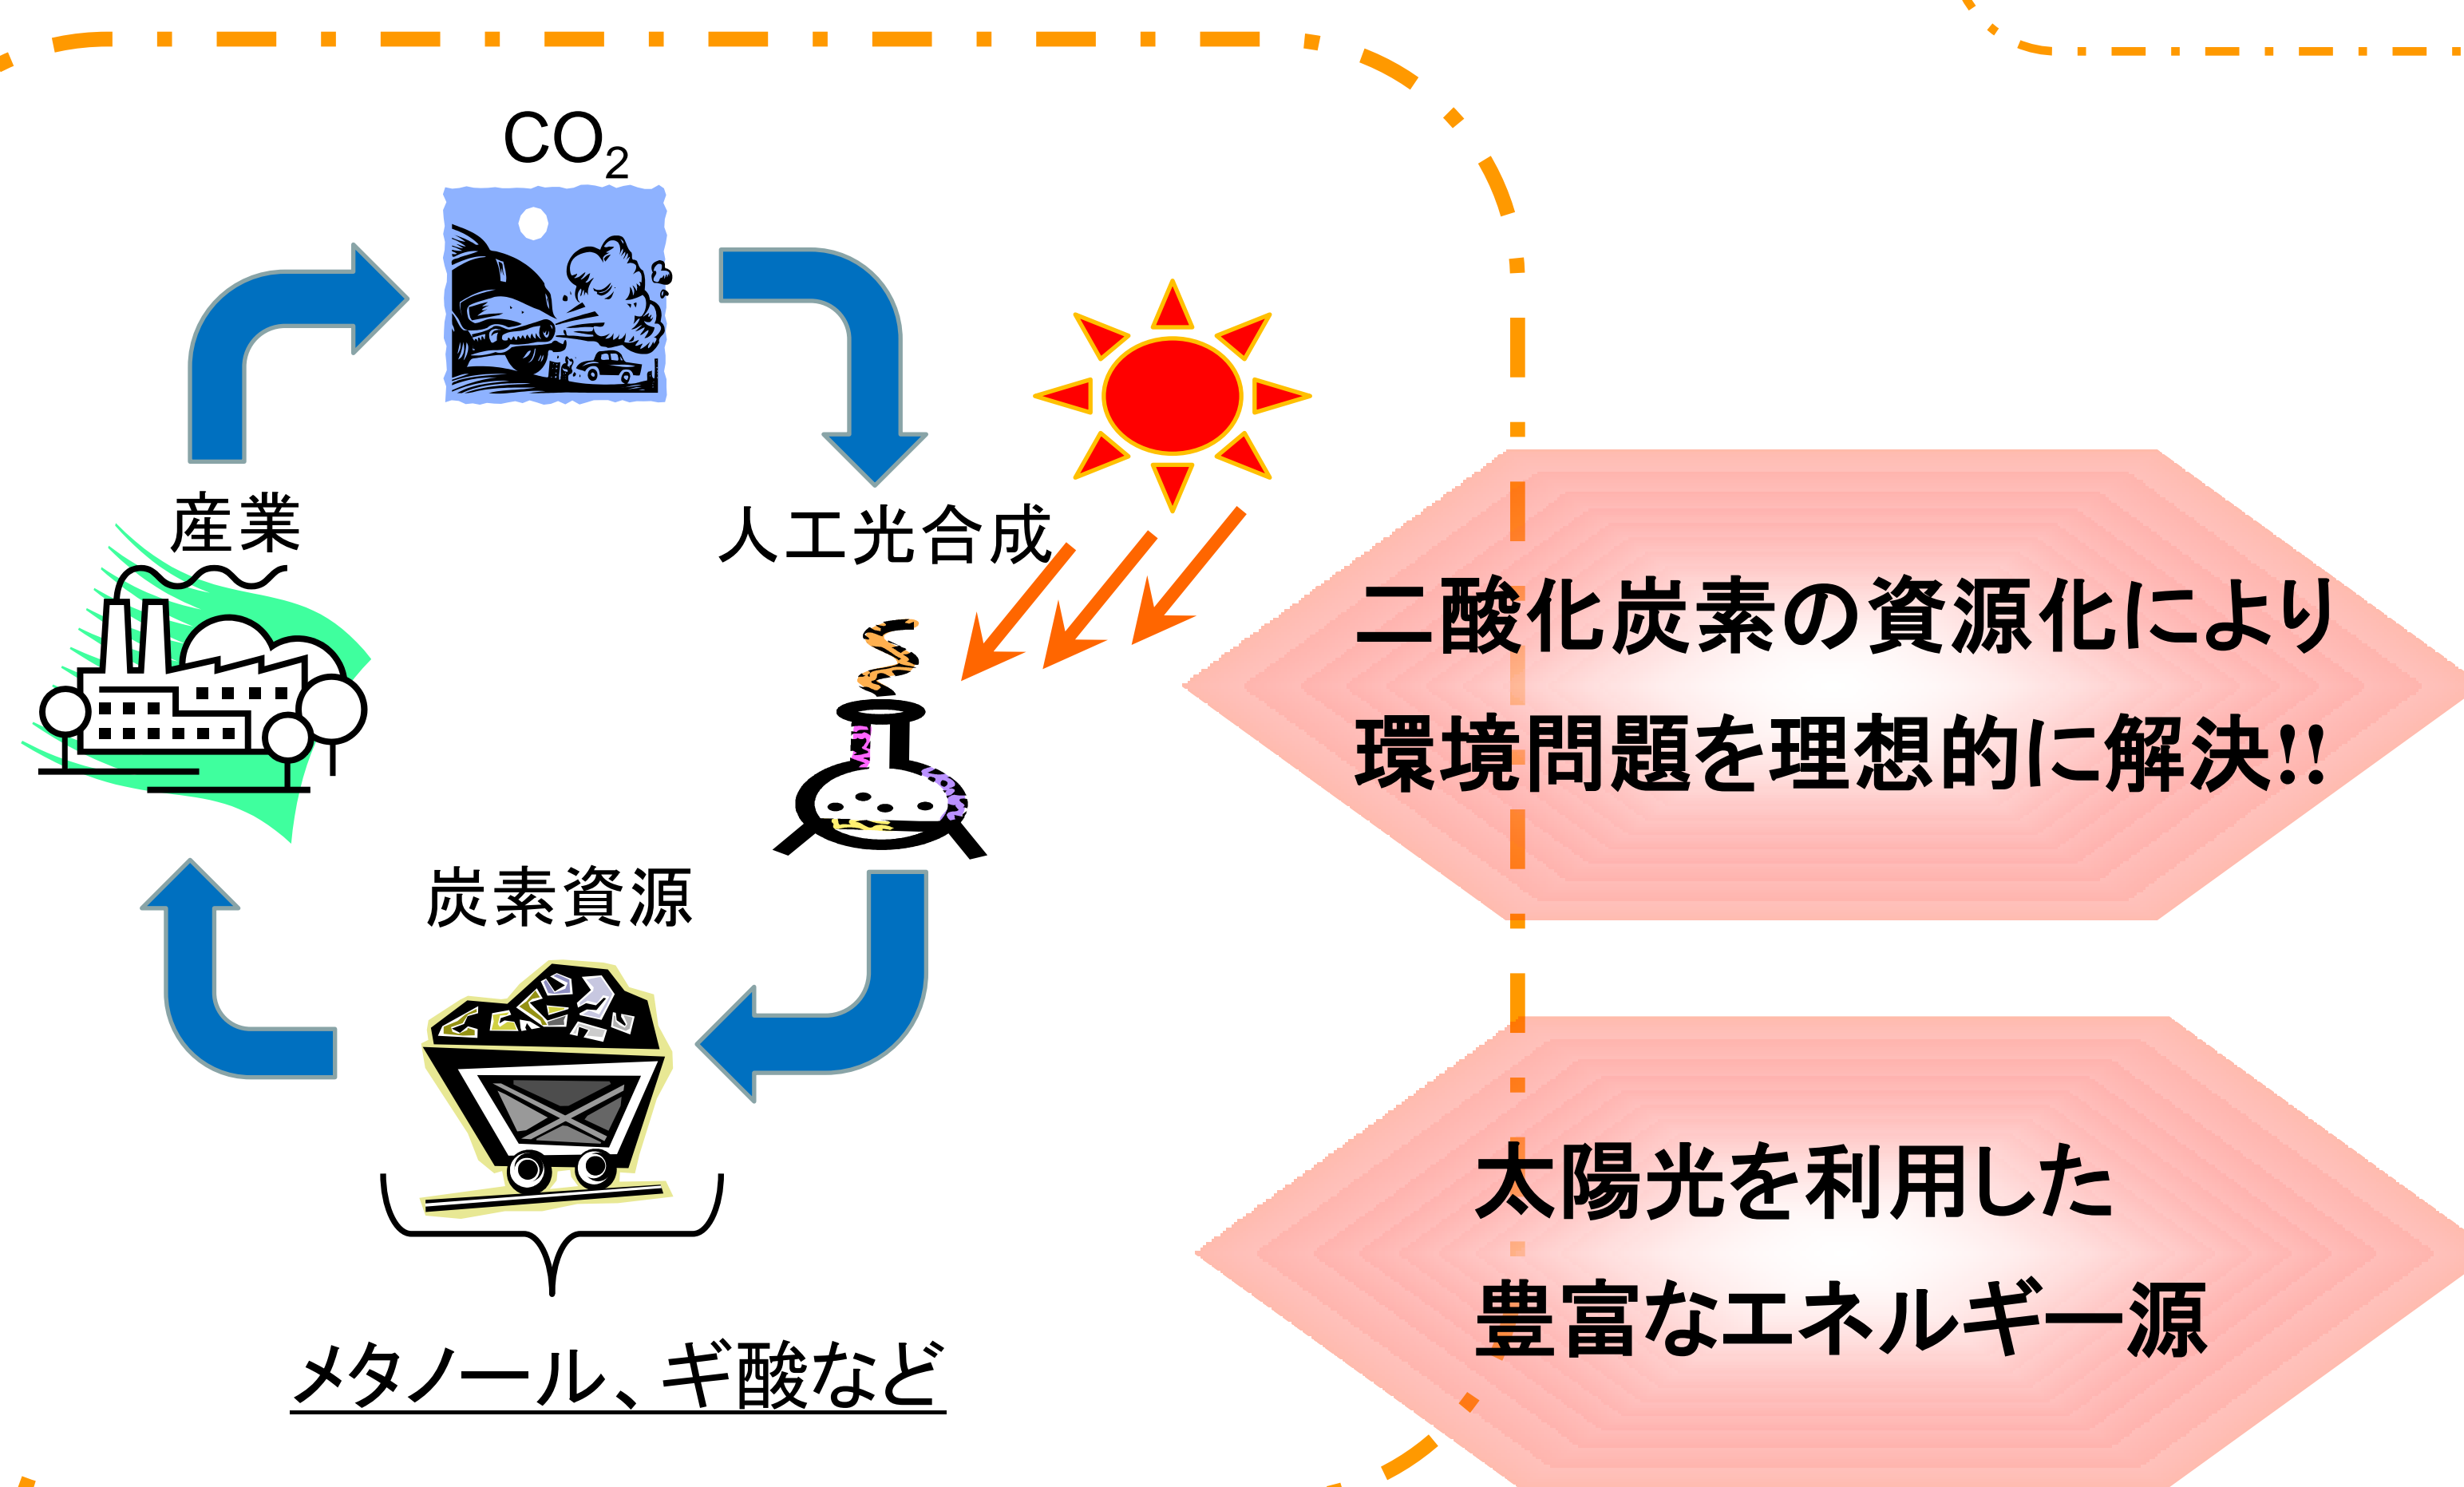 CO₂
産業
人工光合成
炭素資源
メタノール、ギ酸など
二酸化炭素の資源化により
環境問題を理想的に解決!!
太陽光を利用した
豊富なエネルギー源